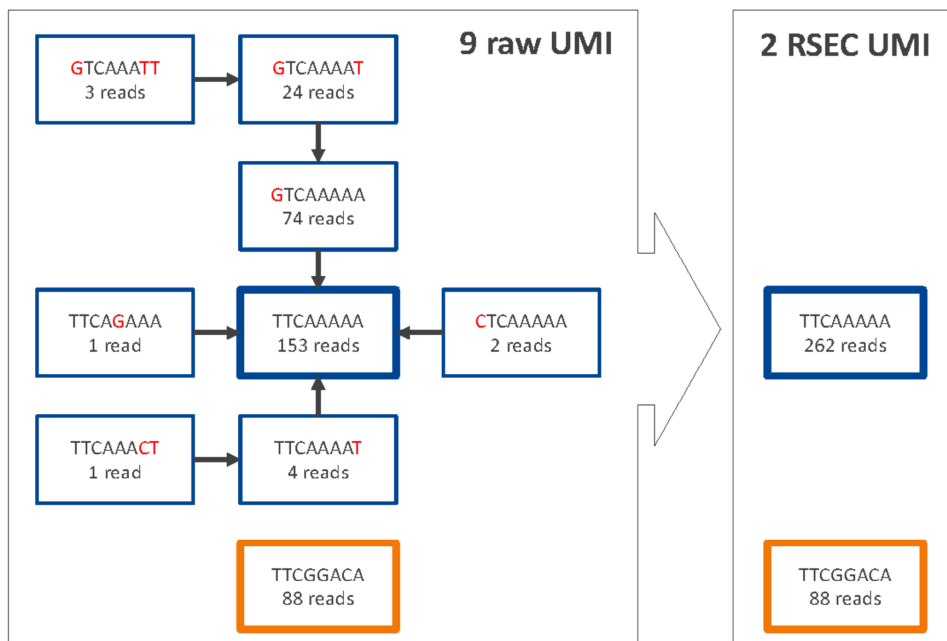 9 raw UMI
GTCAAATT
3 reads
GTCAAAAT
24 reads
GTCAAAAA
74 reads
TTCAGAAA
1 read
TTCAAAAA
153 reads
CTCAAAAA
2 reads
TTCAAACT
1 read
TTCAAAAT
4 reads
TTCGGACA
88 reads
2 RSEC UMI
TTCAAAAA
262 reads
TTCGGACA
88 reads